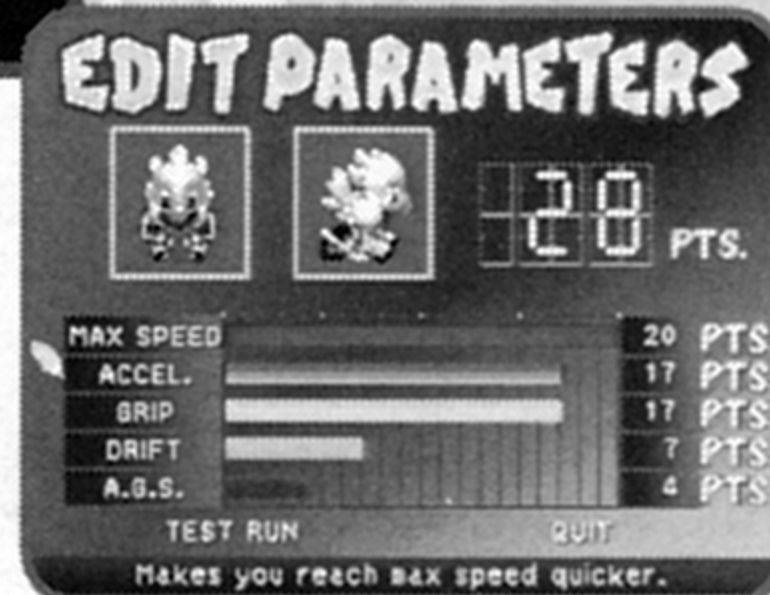 EDIT PARAMETERS
28 PTS.
MAX SPEED 20 PTS
ACCEL. 17 PTS
GRIP 17 PTS
DRIFT 7 PTS
A.G.S. 4 PTS
TEST RUN QUIT
Makes you reach max speed quicker.